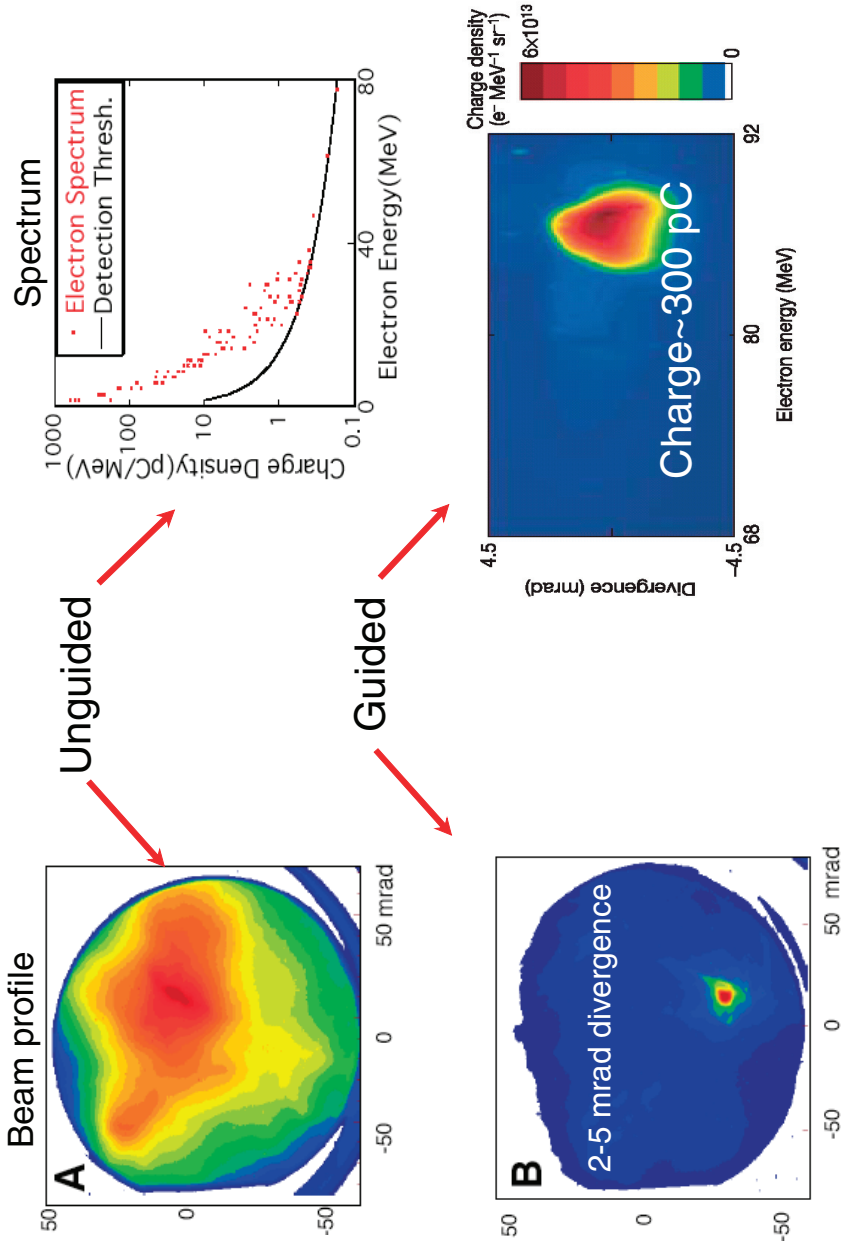 Beam profile
Unguided
Spectrum
A
50
0
-50
-50
0
50 mrad
Charge Density(pC/MeV)
1000
100
10
1
0.1
0
40
80
Electron Energy(MeV)
Electron Spectrum
Detection Thresh.
Guided
B
2-5 mrad divergence
50
0
-50
-50
0
50 mrad
Divergence (mrad)
4.5
−4.5
68
80
92
Electron energy (MeV)
Charge~300 pC
Charge density
(e⁻ MeV⁻¹ sr⁻¹)
6x10¹³
0